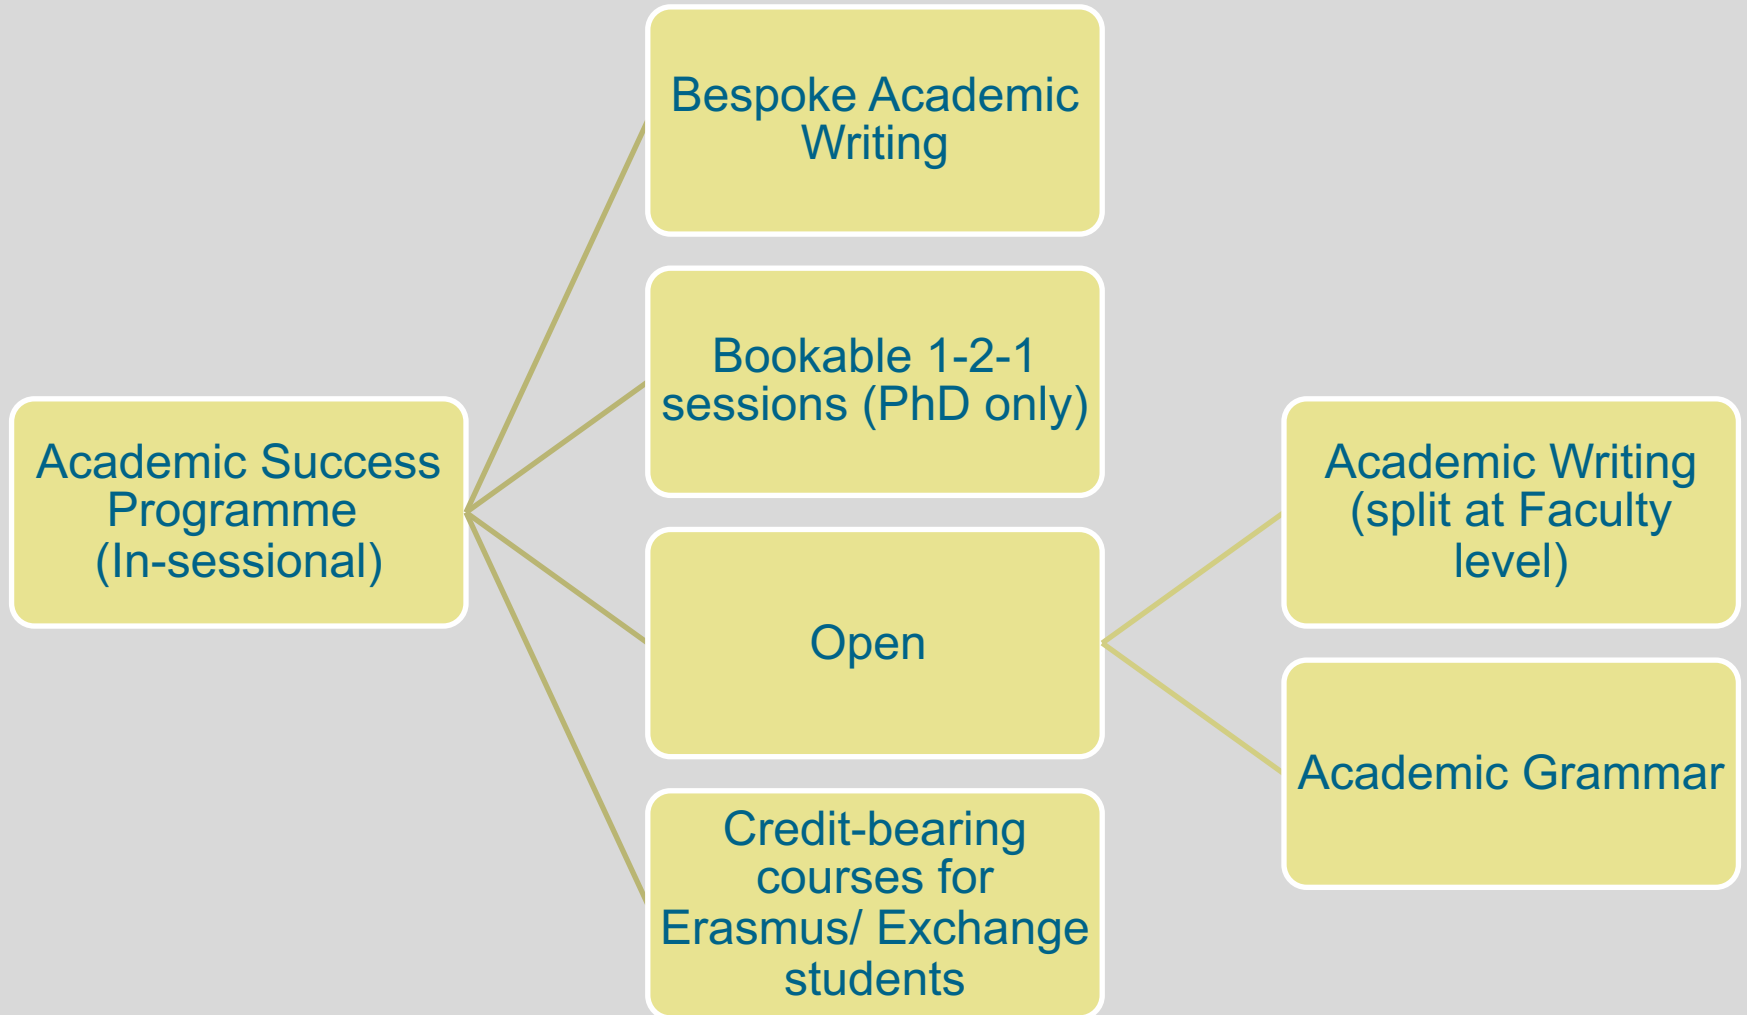 Bespoke Academic
Writing
Bookable 1-2-1
sessions (PhD only)
Academic Success
Programme
(In-sessional)
Academic Writing
(split at Faculty
level)
Open
Academic Grammar
Credit-bearing
courses for
Erasmus/ Exchange
students